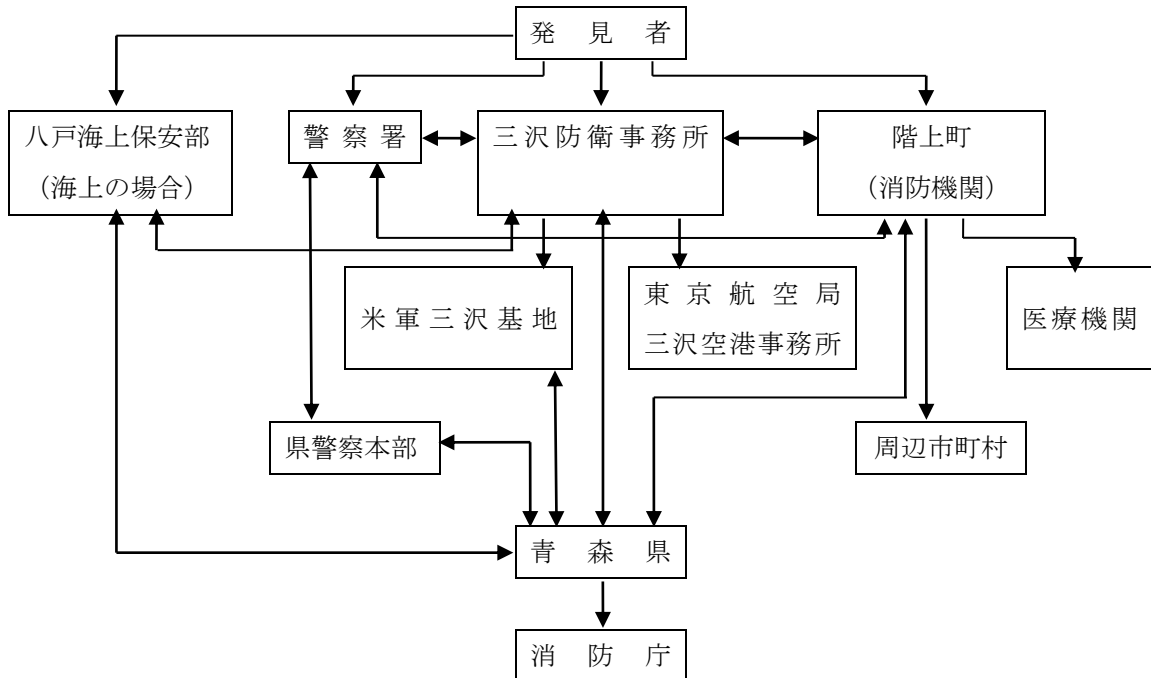 発見者
八戸海上保安部
（海上の場合）
警察署
三沢防衛事務所
階上町
（消防機関）
米軍三沢基地
東京航空局
三沢空港事務所
医療機関
県警察本部
周辺市町村
青森県
消防庁